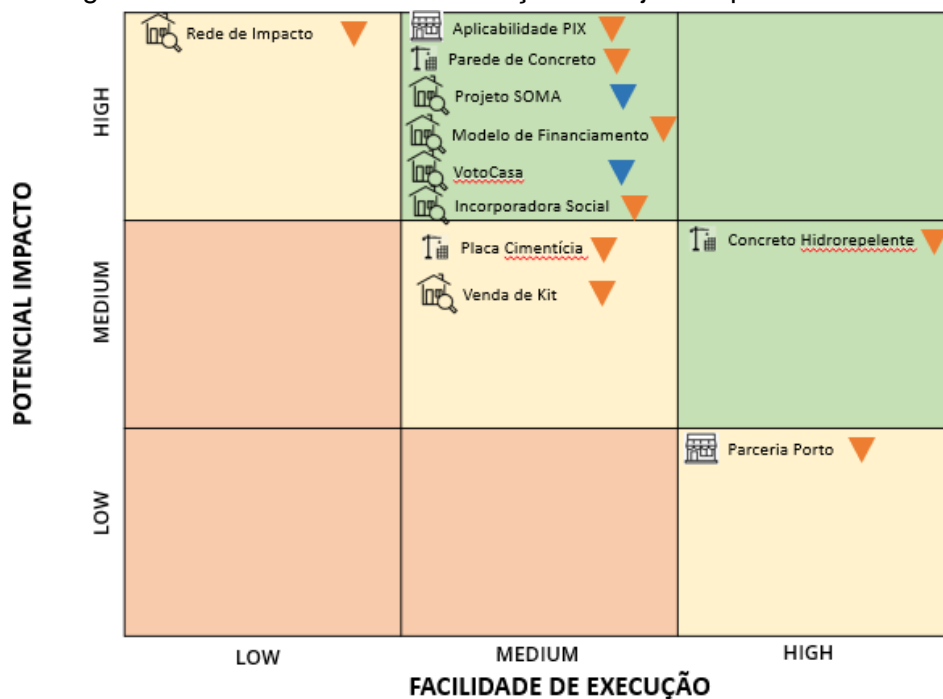 Rede de Impacto
Aplicabilidade PIX
Parede de Concreto
Projeto SOMA
Modelo de Financiamento
VotoCasa
Incorporadora Social
Placa Cimentícia
Venda de Kit
Concreto Hidrorepelente
Parceria Porto
POTENCIAL IMPACTO
HIGH
MEDIUM
LOW
LOW
MEDIUM
HIGH
FACILIDADE DE EXECUÇÃO